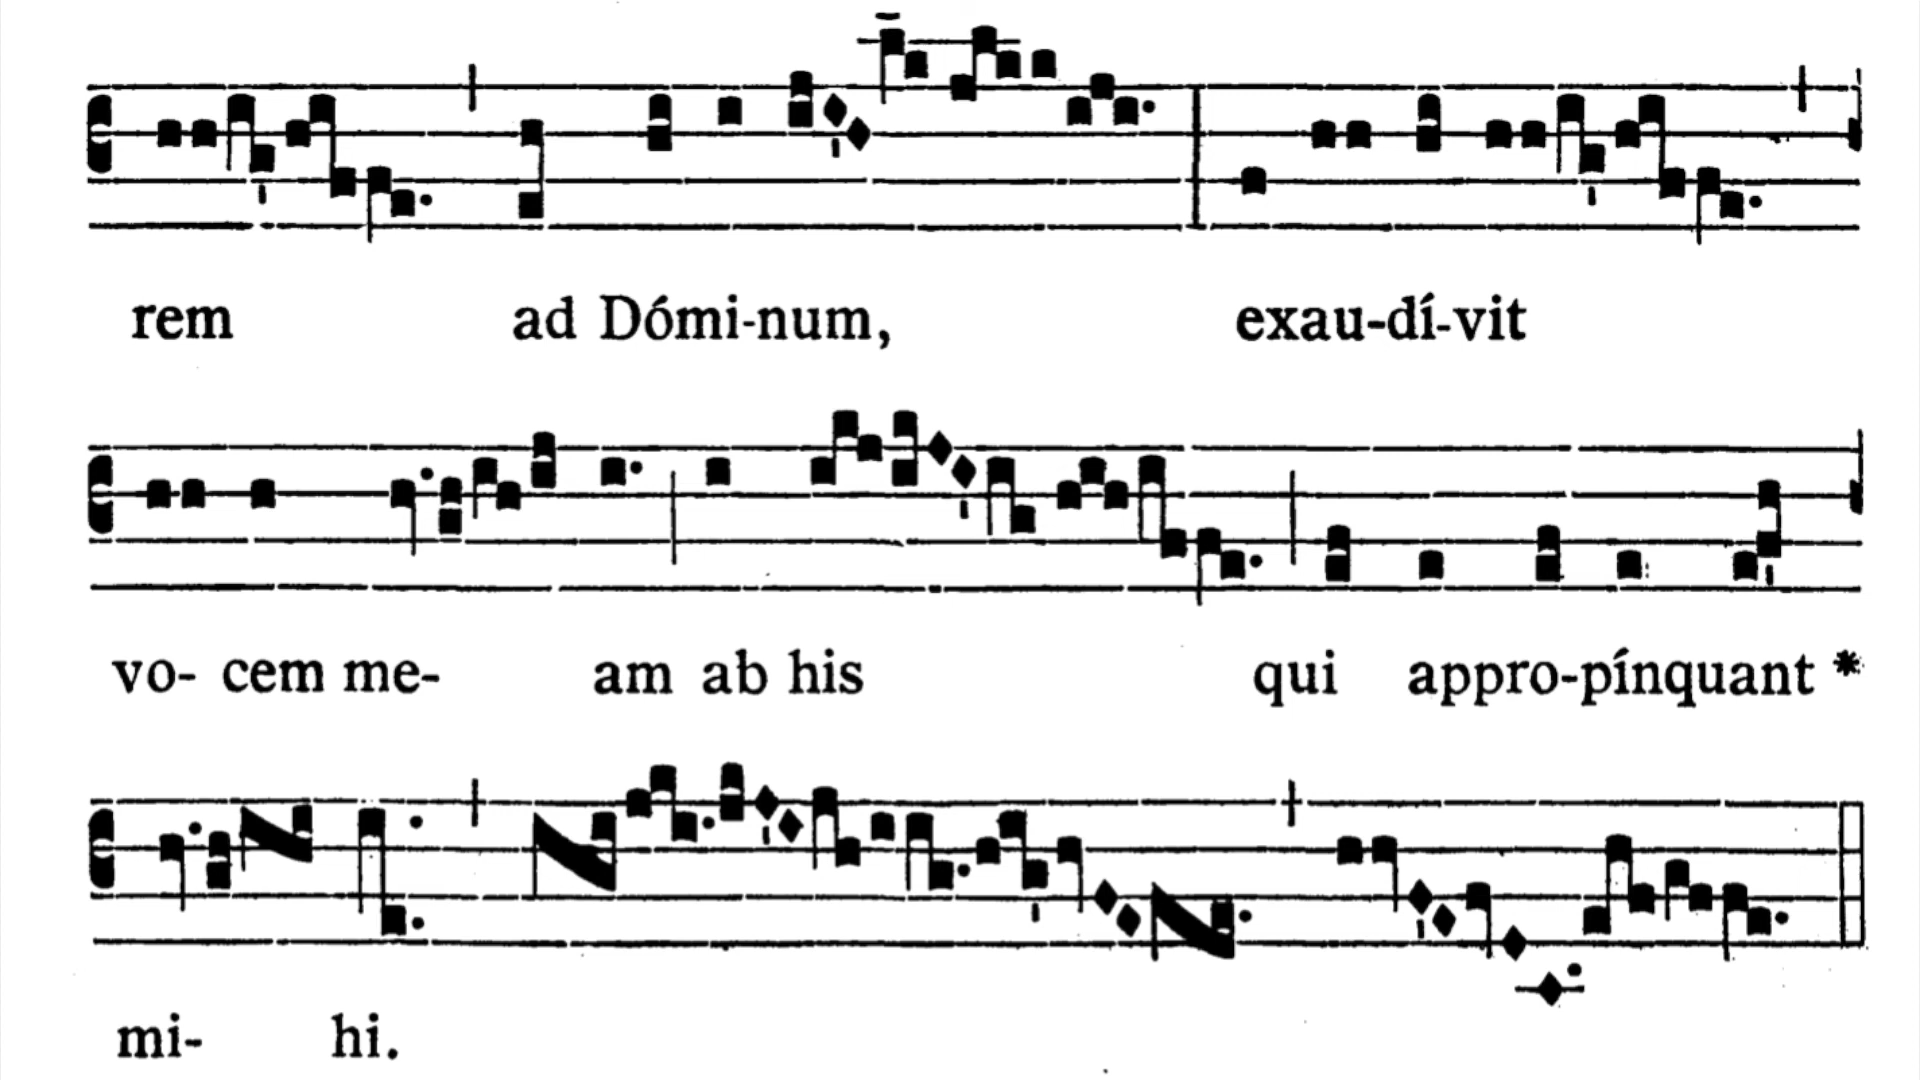 rem ad Dómi-num, exau-dí-vit
vo- cem me- am ab his qui appro-pínquant *
mi- hi.